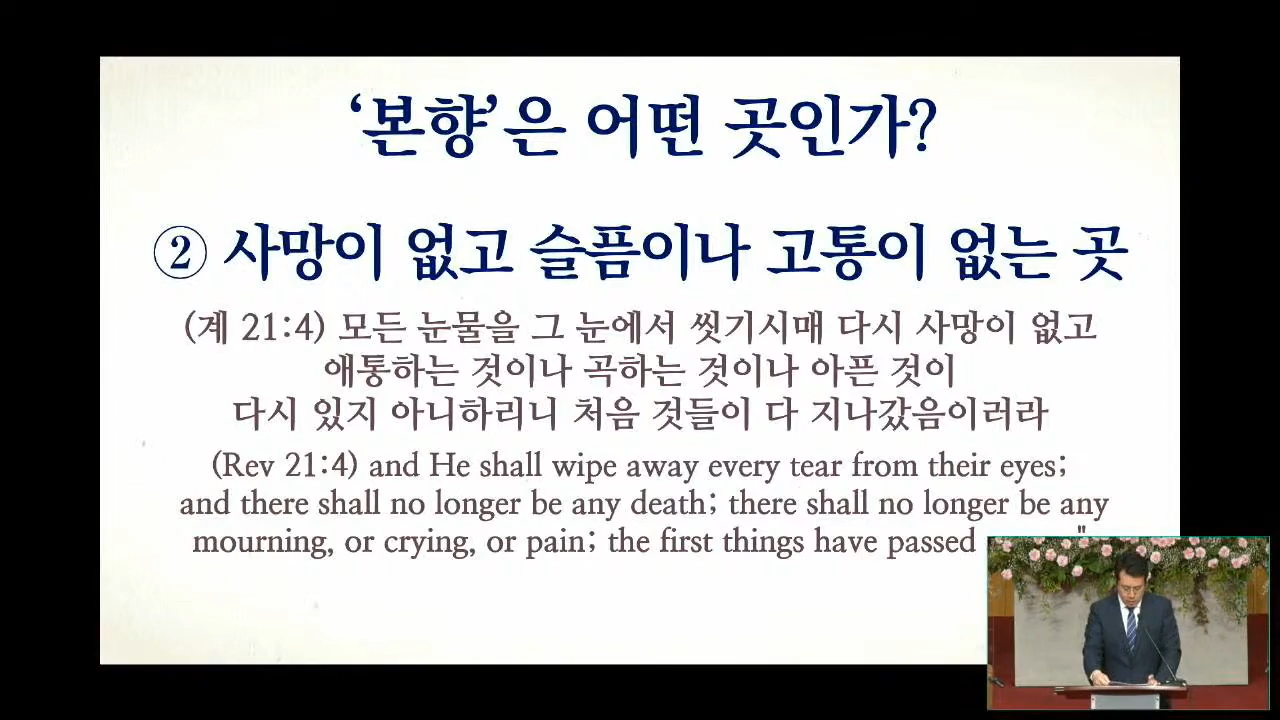 ‘본향’은 어떤 곳인가?
② 사망이 없고 슬픔이나 고통이 없는 곳
(계 21:4) 모든 눈물을 그 눈에서 씻기시매 다시 사망이 없고
애통하는 것이나 곡하는 것이나 아픈 것이
다시 있지 아니하리니 처음 것들이 다 지나갔음이러라
(Rev 21:4) and He shall wipe away every tear from their eyes;
and there shall no longer be any death; there shall no longer be any
mourning, or crying, or pain; the first things have passed "